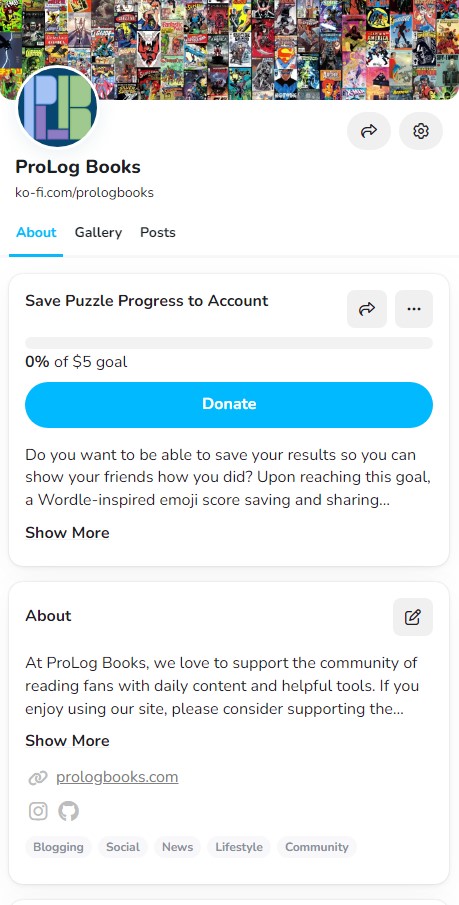 ProLog Books
ko-fi.com/prologbooks
About Gallery Posts
Save Puzzle Progress to Account
0% of $5 goal
Donate
Do you want to be able to save your results so you can
show your friends how you did? Upon reaching this goal,
a Wordle-inspired emoji score saving and sharing...
Show More
About
At ProLog Books, we love to support the community of
reading fans with daily content and helpful tools. If you
enjoy using our site, please consider supporting the...
Show More
prologbooks.com
Blogging Social News Lifestyle Community